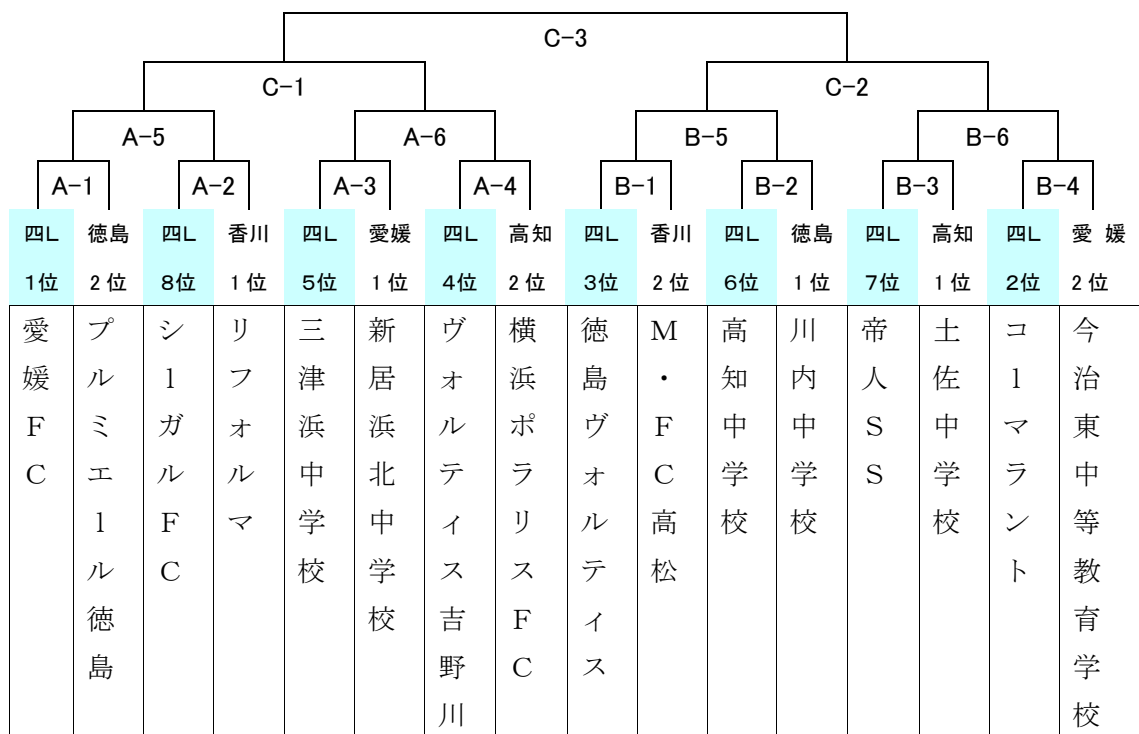 C-3
C-1
C-2
A-5
A-6
B-5
B-6
A-1
A-2
A-3
A-4
B-1
B-2
B-3
B-4
四L 徳島 四L 香川 四L 愛媛 四L 高知 四L 香川 四L 徳島 四L 高知 四L 愛 媛
1位 2 位 8位 1 位 5位 1 位 4位 2 位 3位 2 位 6位 1 位 7位 1 位 2位 2 位
愛媛FC
プルミエールル徳島
シーガルFC
リフォルマ
三津浜中学校
新居浜北中学校
ヴォルティス吉野川
横浜ポラリスFC
徳島ヴォルティス
M・FC高松
高知中学校
川内中学校
帝人SS
土佐中学校
コーマラント
今治東中等教育学校